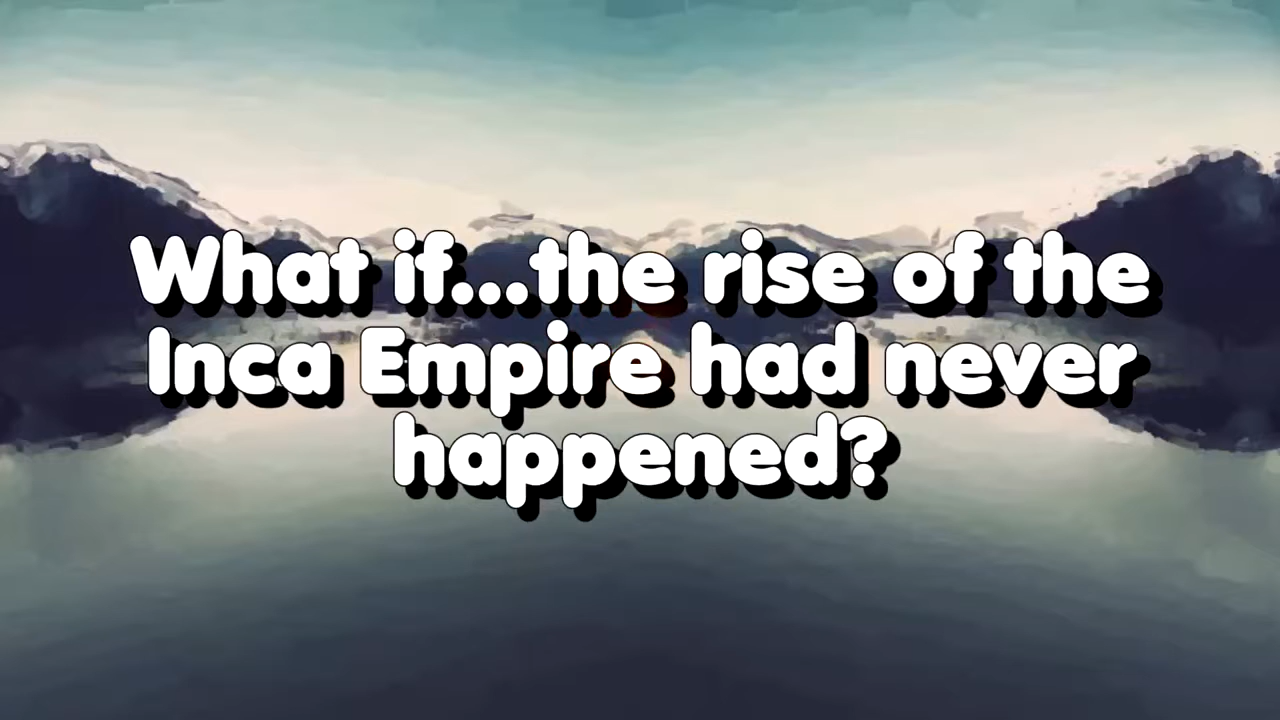 What if...the rise of the
Inca Empire had never
happened?